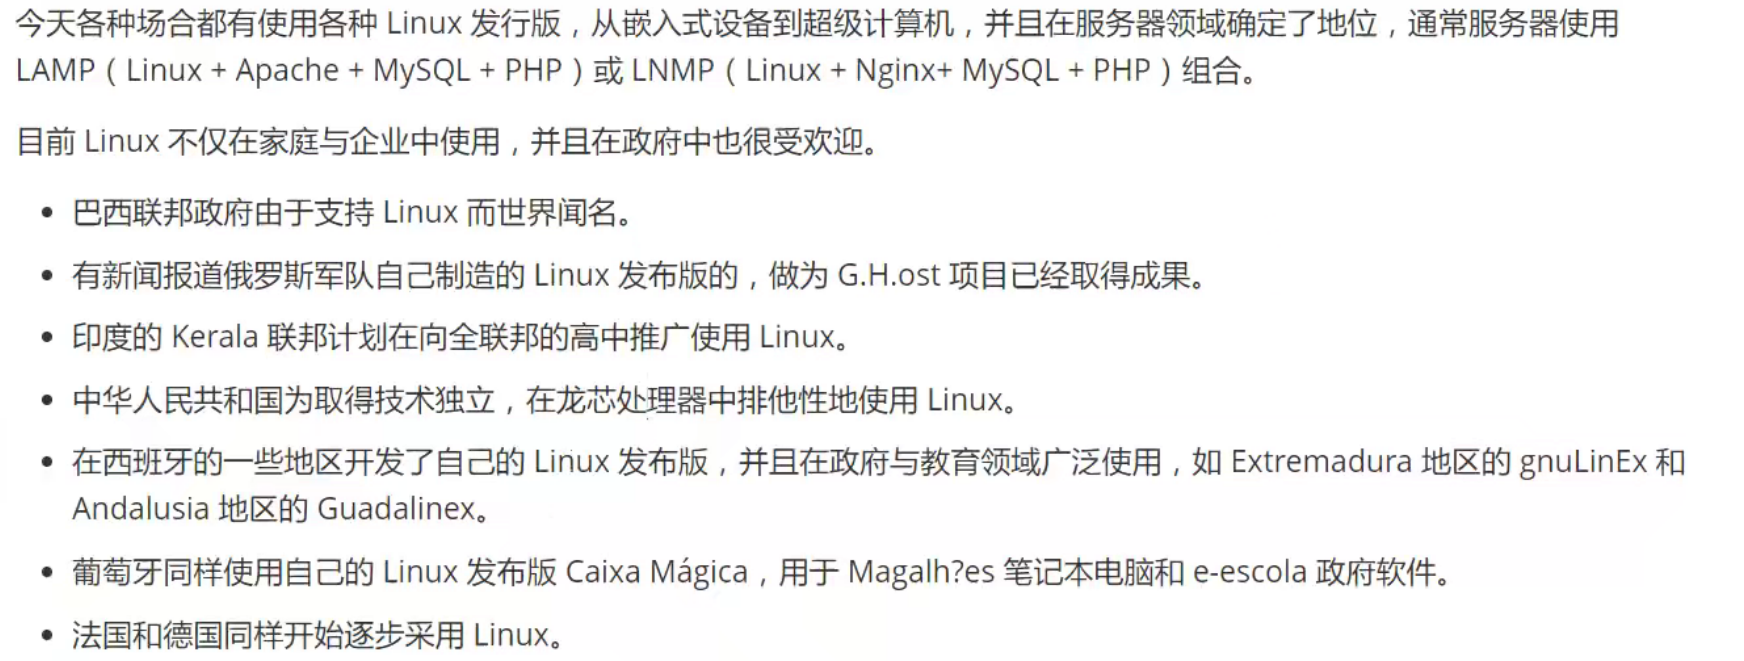 今天各种场合都有使用各种 Linux 发行版，从嵌入式设备到超级计算机，并且在服务器领域确定了地位，通常服务器使用
LAMP（Linux + Apache + MySQL + PHP）或 LNMP（Linux + Nginx+ MySQL + PHP）组合。
目前 Linux 不仅在家庭与企业中使用，并且在政府中也很受欢迎。
• 巴西联邦政府由于支持 Linux 而世界闻名。
• 有新闻报道俄罗斯军队自己制造的 Linux 发布版的，做为 G.H.ost 项目已经取得成果。
• 印度的 Kerala 联邦计划在向全联邦的高中推广使用 Linux。
• 中华人民共和国为取得技术独立，在龙芯处理器中排他性地使用 Linux。
• 在西班牙的一些地区开发了自己的 Linux 发布版，并且在政府与教育领域广泛使用，如 Extremadura 地区的 gnuLinEx 和
Andalusia 地区的 Guadalinex。
• 葡萄牙同样使用自己的 Linux 发布版 Caixa Mágica，用于 Magalh?es 笔记本电脑和 e-escola 政府软件。
• 法国和德国同样开始逐步采用 Linux。